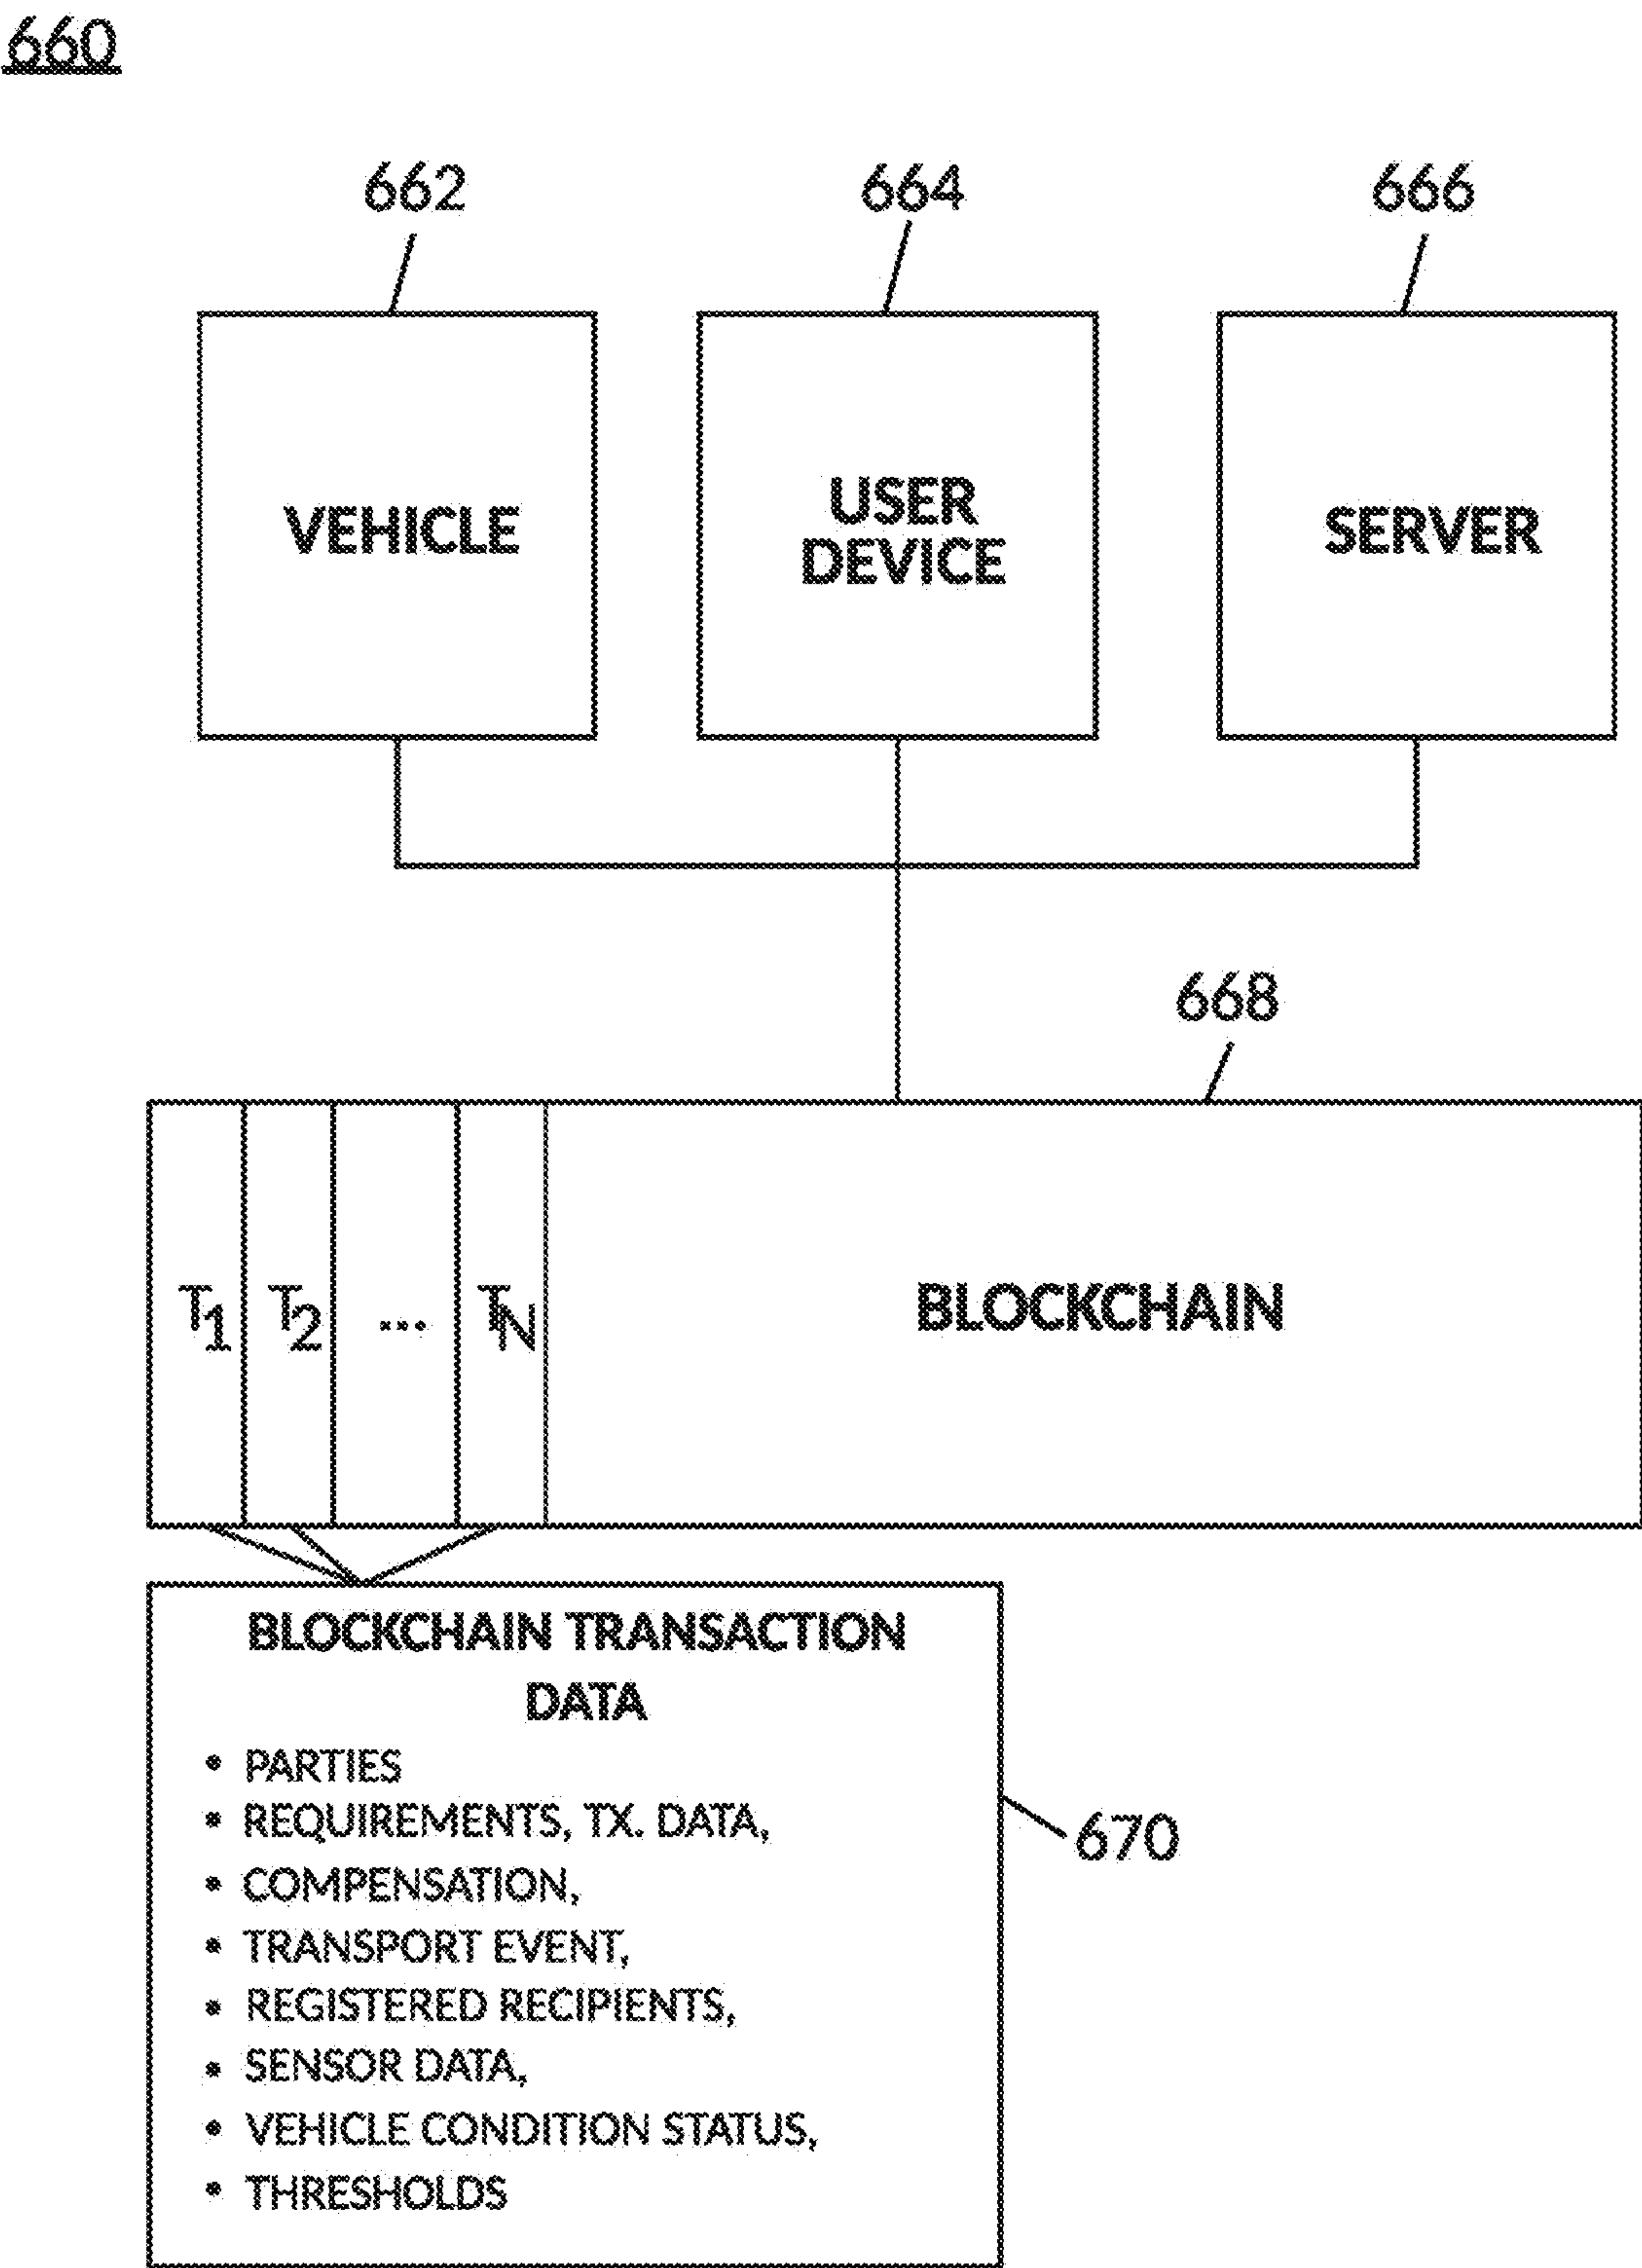 660
662 664 666
VEHICLE
USER
DEVICE
SERVER
668
T1 T2 ... TN
BLOCKCHAIN
BLOCKCHAIN TRANSACTION
DATA
• PARTIES
• REQUIREMENTS, TX. DATA,
• COMPENSATION,
• TRANSPORT EVENT,
• REGISTERED RECIPIENTS,
• SENSOR DATA,
• VEHICLE CONDITION STATUS,
• THRESHOLDS
670